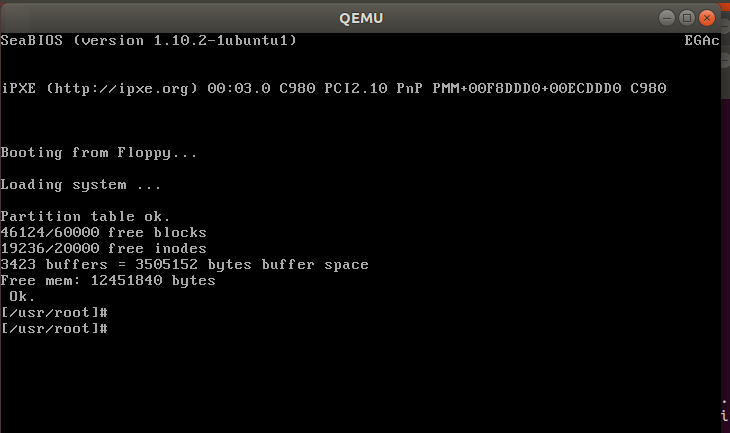 QEMU
SeaBIOS (version 1.10.2-1ubuntu1)
EGAc
iPXE (http://ipxe.org) 00:03.0 C980 PCI2.10 PnP PMM+00F8DDD0+00ECDDD0 C980
Booting from Floppy...
Loading system ...
Partition table ok.
46124/60000 free blocks
19236/20000 free inodes
3423 buffers = 3505152 bytes buffer space
Free mem: 12451840 bytes
Ok.
[/usr/root]#
[/usr/root]#